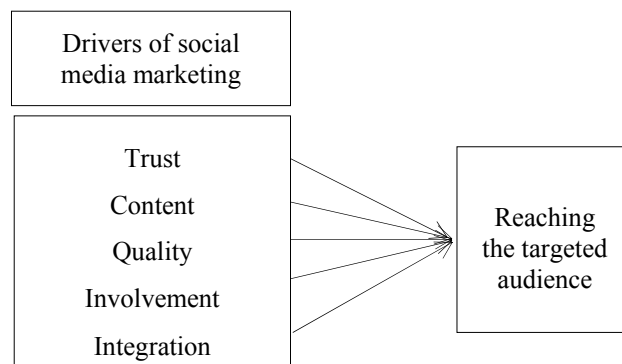 Drivers of social
media marketing
Trust
Content
Quality
Involvement
Integration
Reaching
the targeted
audience